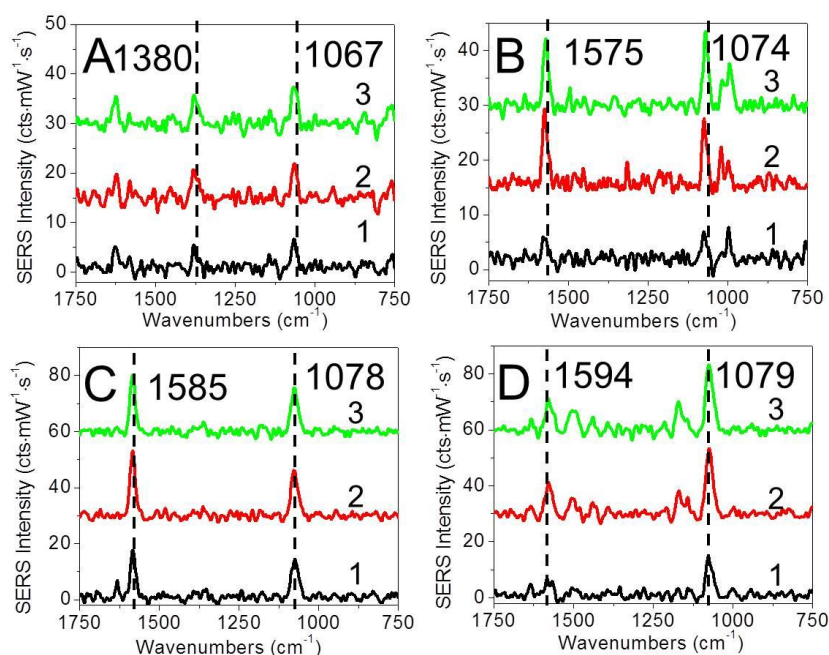 A 1380 1067
3
2
1
50
40
30
20
10
0
SERS Intensity (cts·mW⁻¹·s⁻¹)
1750 1500 1250 1000 750
Wavenumbers (cm⁻¹)
B 1575 1074
3
2
1
40
30
20
10
0
SERS Intensity (cts·mW⁻¹·s⁻¹)
1750 1500 1250 1000 750
Wavenumbers (cm⁻¹)
C 1585 1078
3
2
1
80
60
40
20
0
SERS Intensity (cts·mW⁻¹·s⁻¹)
1750 1500 1250 1000 750
Wavenumbers (cm⁻¹)
D 1594 1079
3
2
1
80
60
40
20
0
SERS Intensity (cts·mW⁻¹·s⁻¹)
1750 1500 1250 1000 750
Wavenumbers (cm⁻¹)